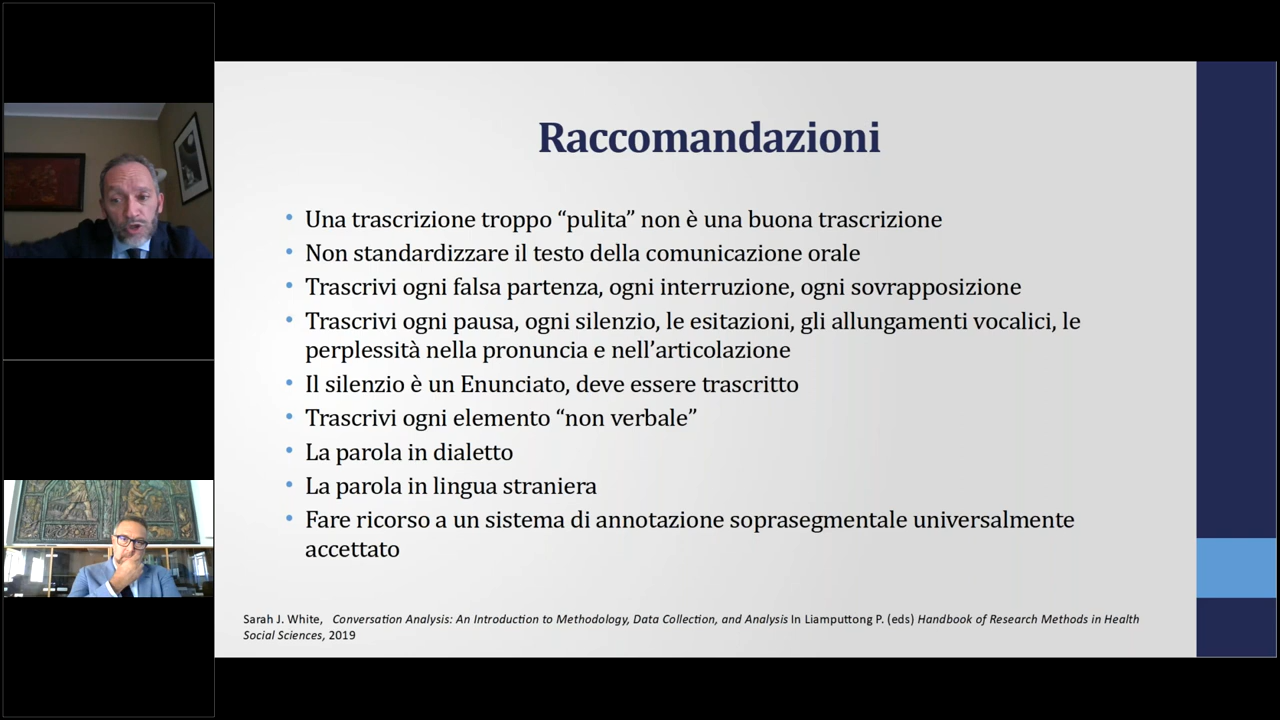 Raccomandazioni
• Una trascrizione troppo “pulita” non è una buona trascrizione
• Non standardizzare il testo della comunicazione orale
• Trascrivi ogni falsa partenza, ogni interruzione, ogni sovrapposizione
• Trascrivi ogni pausa, ogni silenzio, le esitazioni, gli allungamenti vocalici, le
perplessità nella pronuncia e nell’articolazione
• Il silenzio è un Enunciato, deve essere trascritto
• Trascrivi ogni elemento “non verbale”
• La parola in dialetto
• La parola in lingua straniera
• Fare ricorso a un sistema di annotazione soprasegmentale universalmente
accettato
Sarah J. White, Conversation Analysis: An Introduction to Methodology, Data Collection, and Analysis In Liamputtong P. (eds) Handbook of Research Methods in Health
Social Sciences, 2019